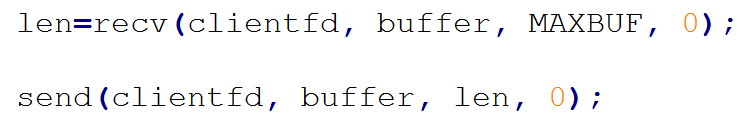 len=recv(clientfd, buffer, MAXBUF, 0);
send(clientfd, buffer, len, 0);